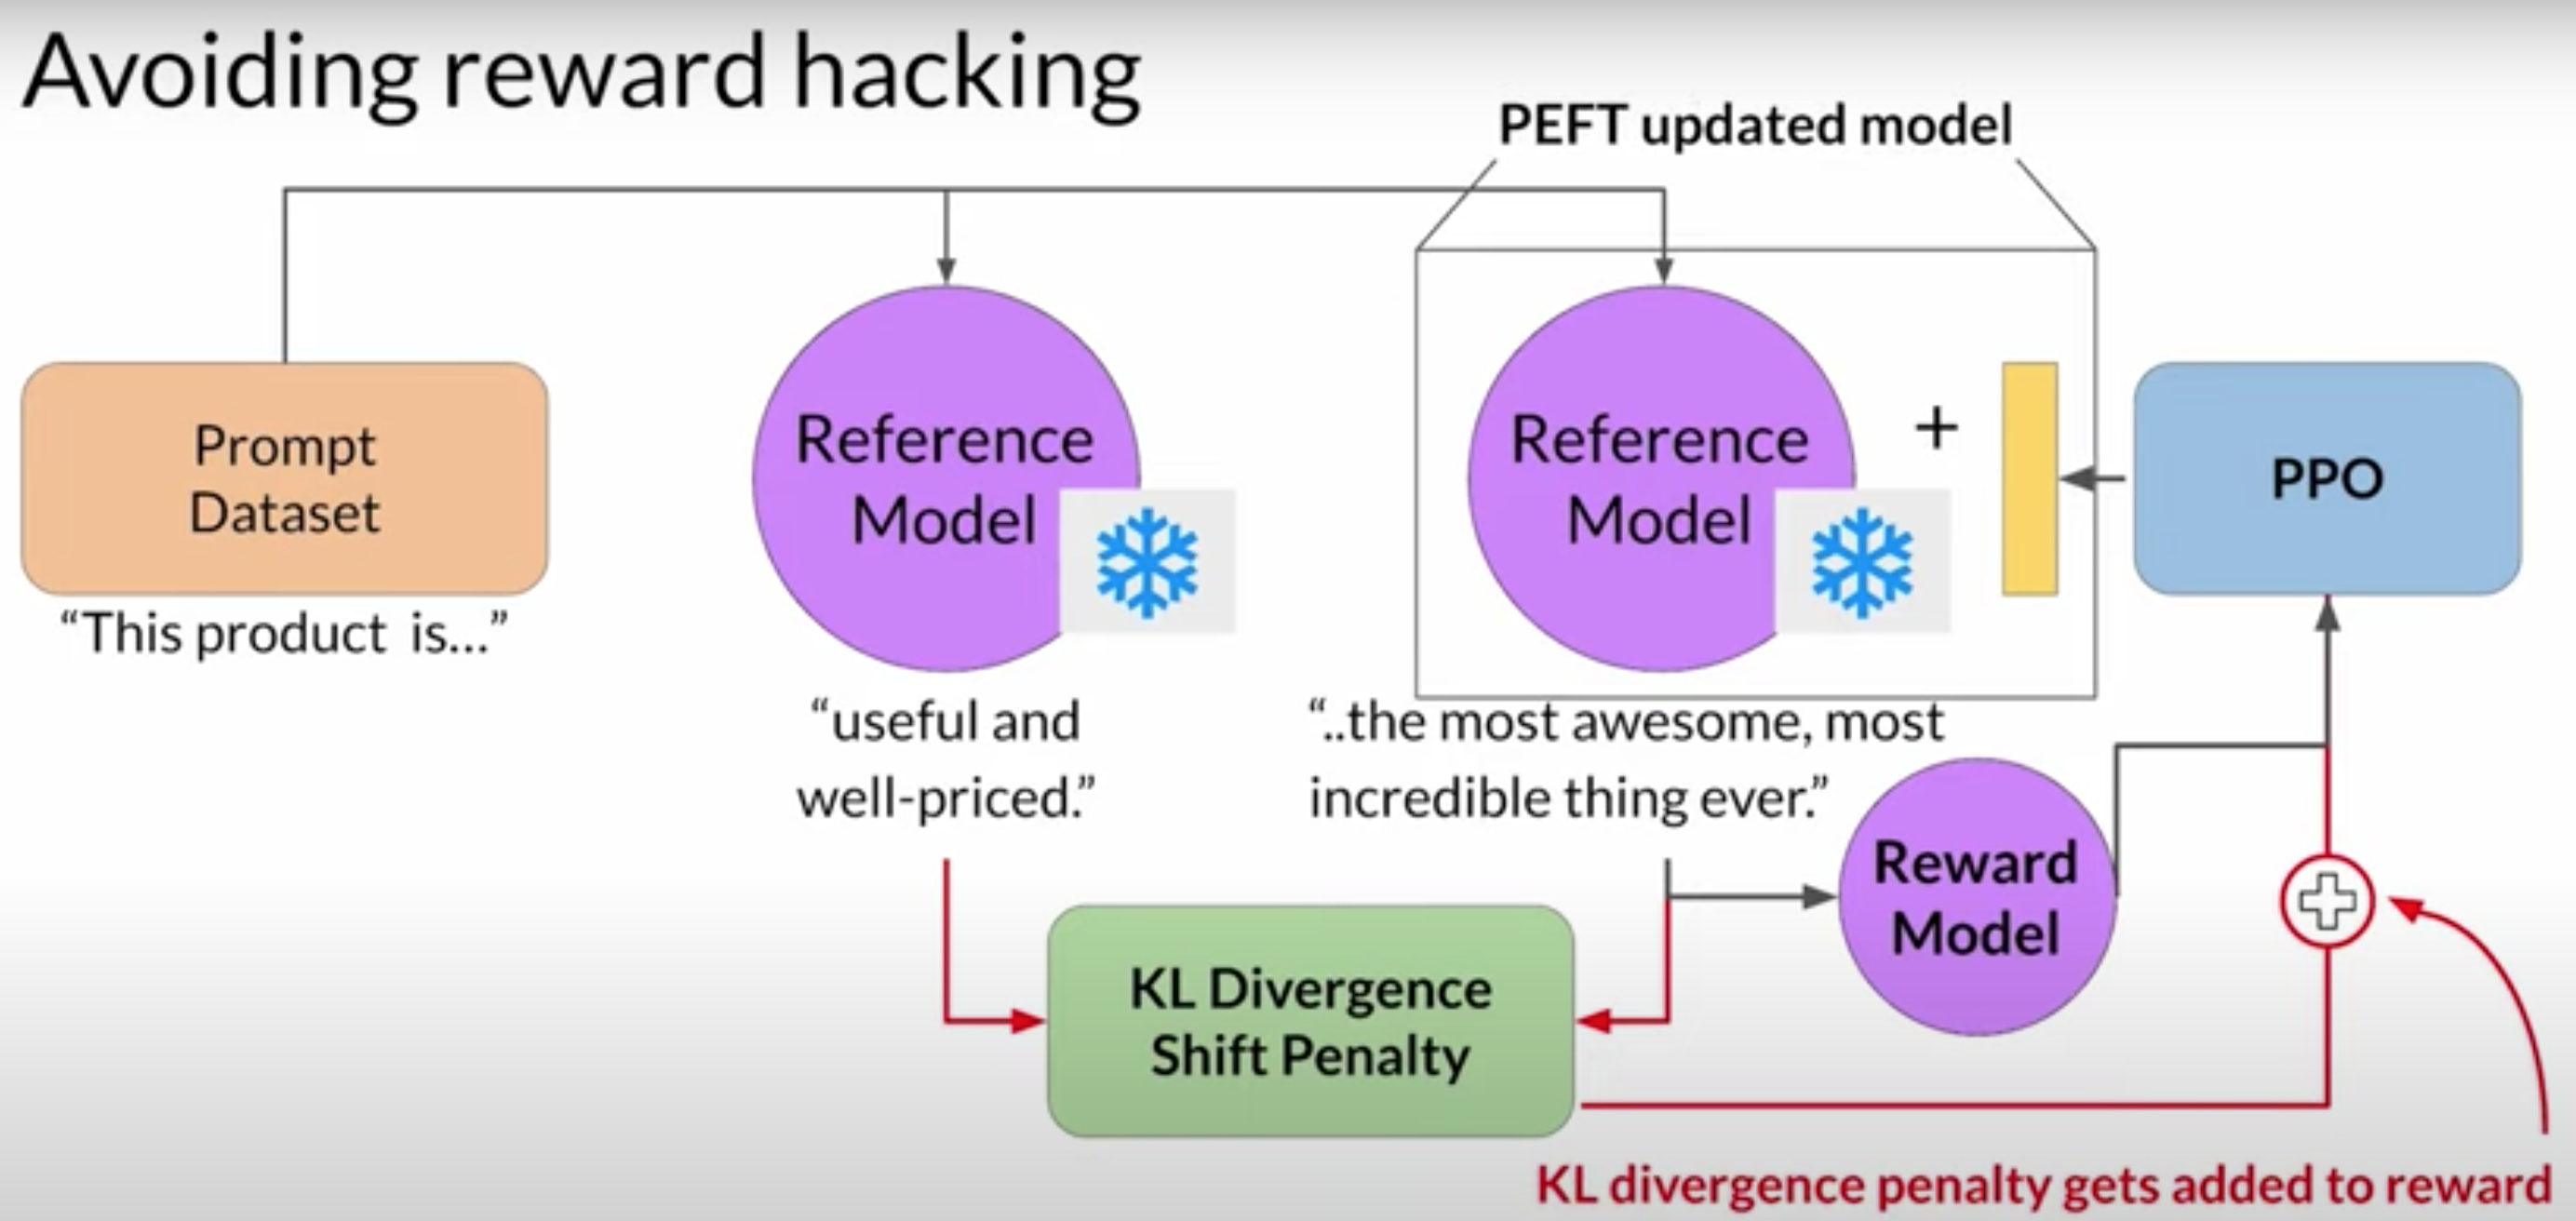 Avoiding reward hacking
PEFT updated model
Prompt
Dataset
“This product  is...”
Reference
Model
“useful and
well-priced.”
Reference
Model
+
“..the most awesome, most
incredible thing ever.”
PPO
Reward
Model
KL Divergence
Shift Penalty
KL divergence penalty gets added to reward